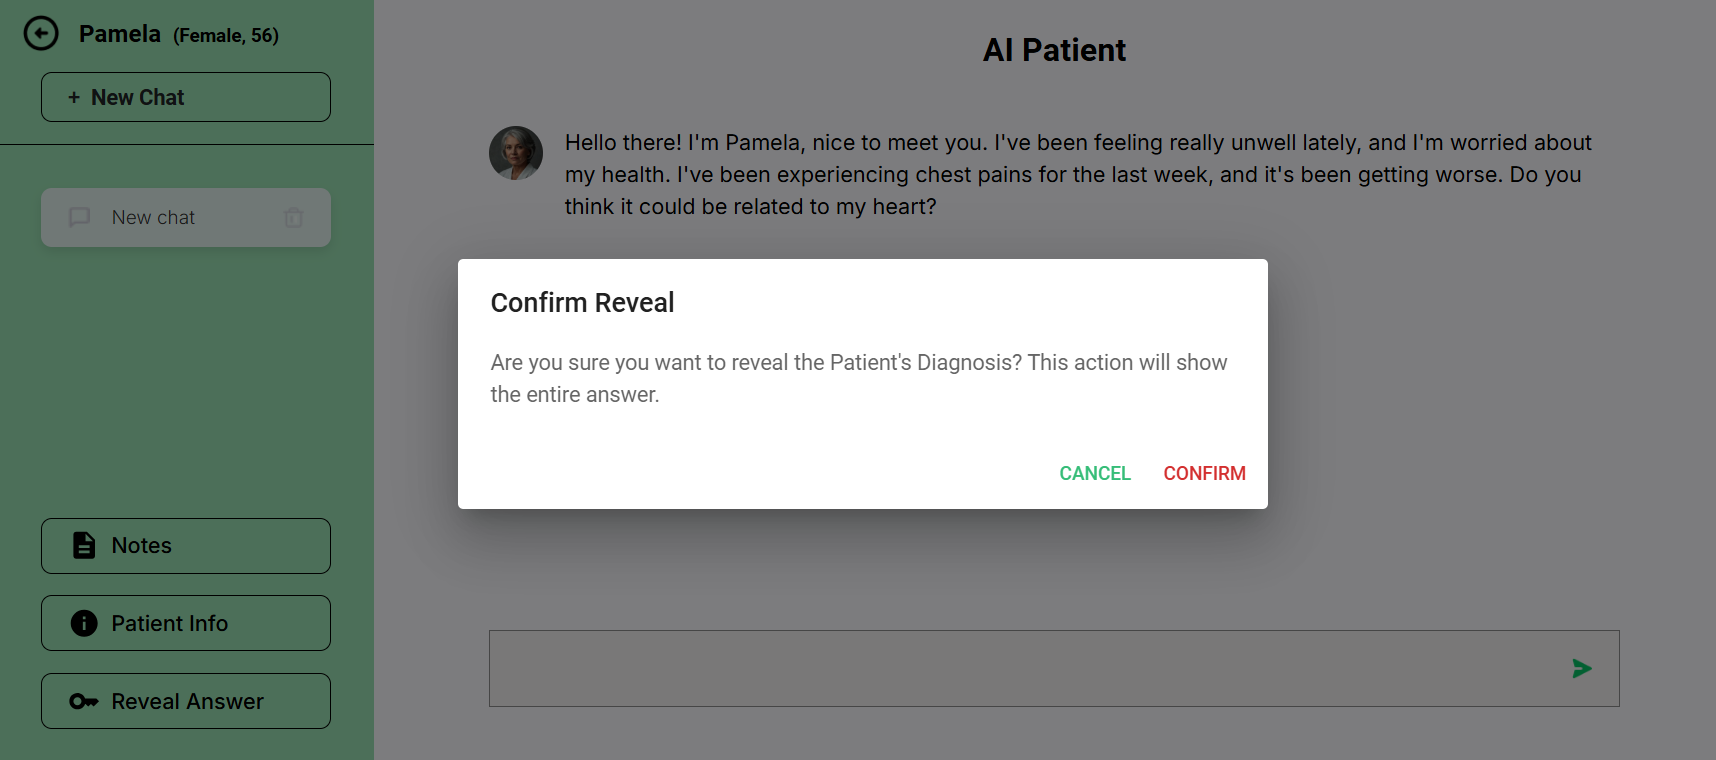 Pamela (Female, 56)
+ New Chat
New chat
Notes
Patient Info
Reveal Answer
AI Patient
Hello there! I'm Pamela, nice to meet you. I've been feeling really unwell lately, and I'm worried about
my health. I've been experiencing chest pains for the last week, and it's been getting worse. Do you
think it could be related to my heart?
Confirm Reveal
Are you sure you want to reveal the Patient's Diagnosis? This action will show
the entire answer.
CANCEL CONFIRM